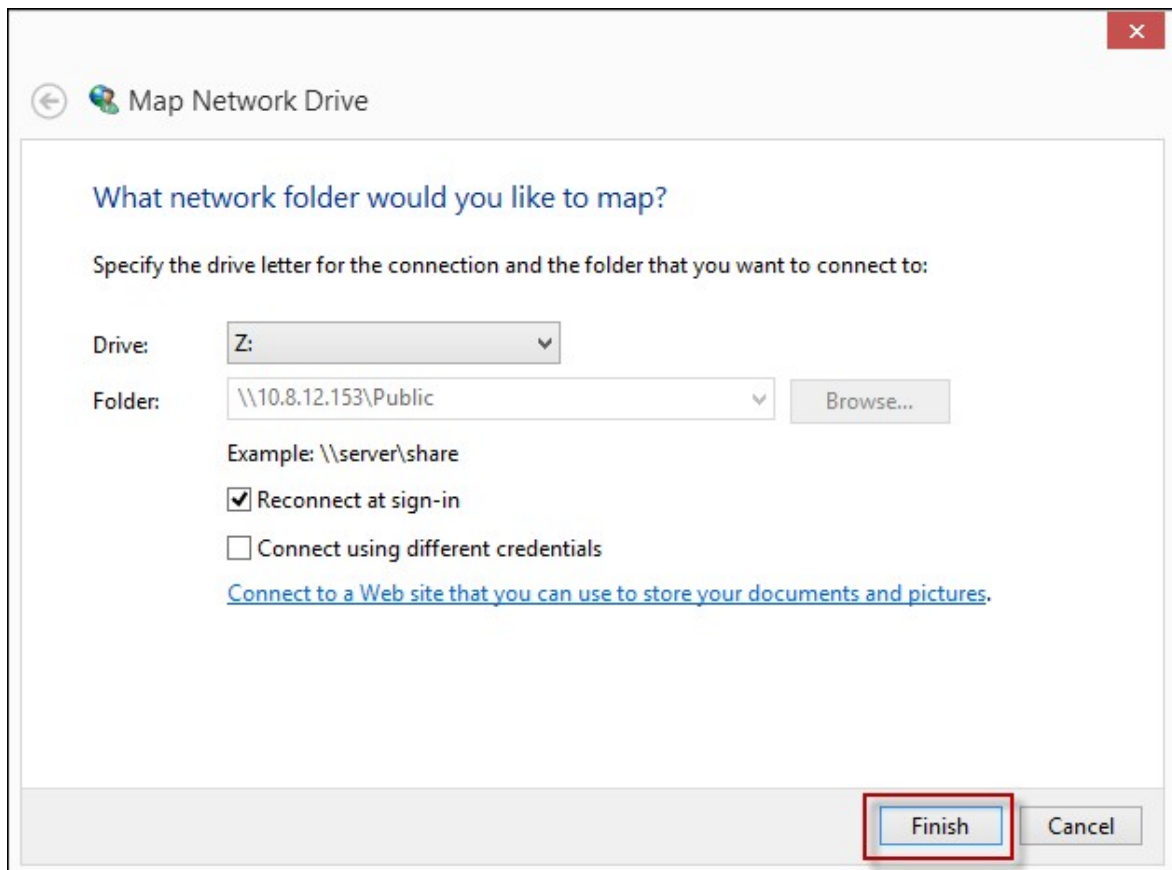 Map Network Drive
What network folder would you like to map?
Specify the drive letter for the connection and the folder that you want to connect to:
Drive: Z:
Folder: \\10.8.12.153\Public Browse...
Example: \\server\share
Reconnect at sign-in
Connect using different credentials
Connect to a Web site that you can use to store your documents and pictures.
Finish Cancel